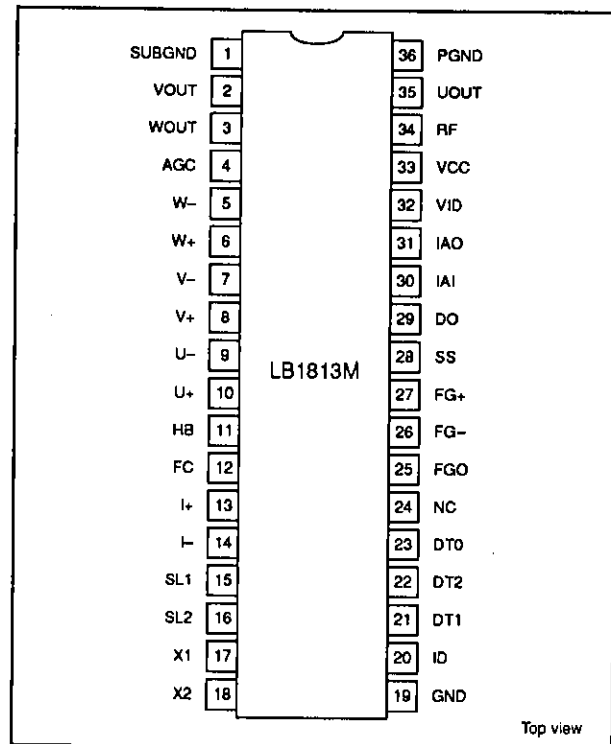 SUBGND 1 36 PGND
VOUT 2 35 UOUT
WOUT 3 34 RF
AGC 4 33 VCC
W– 5 32 VID
W+ 6 31 IAO
V– 7 30 IAI
V+ 8 29 DO
U– 9 28 SS
LB1813M
U+ 10 27 FG+
HB 11 26 FG–
FC 12 25 FGO
I+ 13 24 NC
I– 14 23 DT0
SL1 15 22 DT2
SL2 16 21 DT1
X1 17 20 ID
X2 18 19 GND
Top view